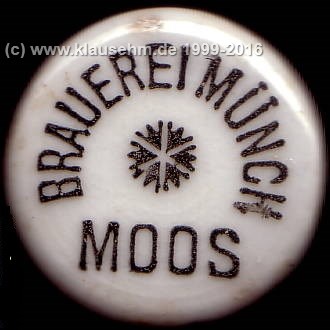 (c) www.klausehm.de 1999-2016
BRAUEREI MÜNCH
MOOS